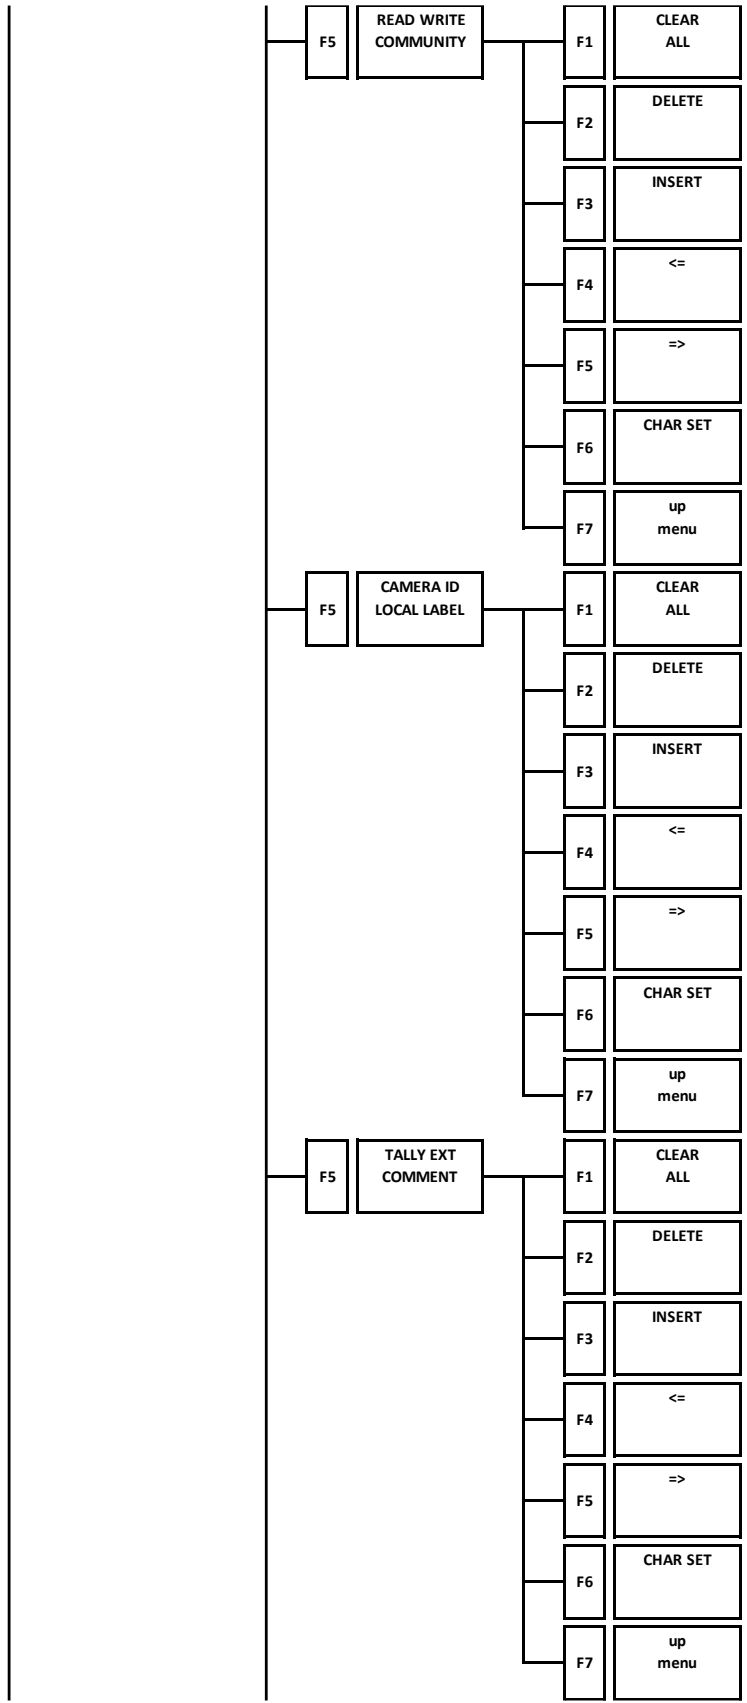 F5
READ WRITE
COMMUNITY
F1
CLEAR
ALL
F2
DELETE
F3
INSERT
F4
<=
F5
=>
F6
CHAR SET
F7
up
menu
F5
CAMERA ID
LOCAL LABEL
F1
CLEAR
ALL
F2
DELETE
F3
INSERT
F4
<=
F5
=>
F6
CHAR SET
F7
up
menu
F5
TALLY EXT
COMMENT
F1
CLEAR
ALL
F2
DELETE
F3
INSERT
F4
<=
F5
=>
F6
CHAR SET
F7
up
menu